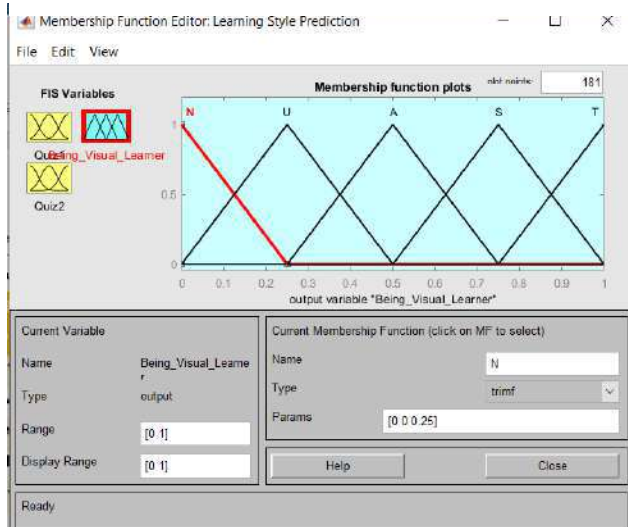 Membership Function Editor: Learning Style Prediction
File Edit View
FIS Variables
Membership function plots
plot points:
181
N U A S T
Being_Visual_Learner
Quiz2
1
0.5
0
0 0.1 0.2 0.3 0.4 0.5 0.6 0.7 0.8 0.9 1
output variable "Being_Visual_Learner"
Current Variable
Name Being_Visual_Learne
r
Type output
Range [0 1]
Display Range [0 1]
Current Membership Function (click on MF to select)
Name N
Type trimf
Params [0 0 0.25]
Help Close
Ready